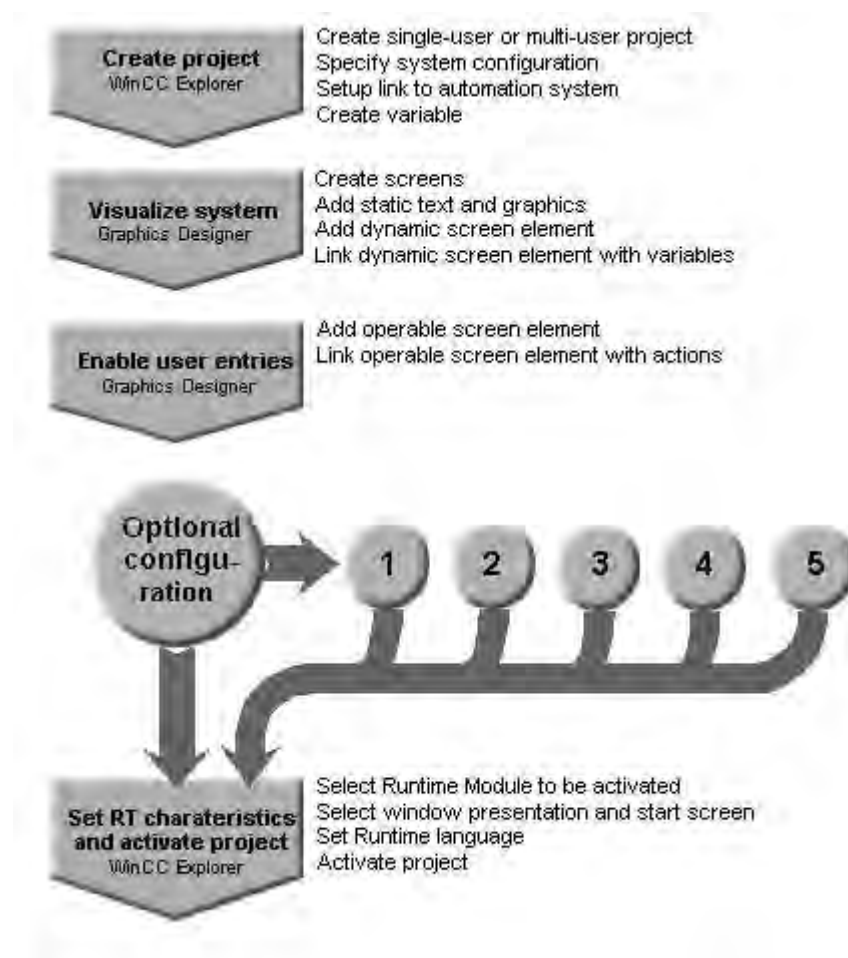 Create project
WinCC Explorer
Create single-user or multi-user project
Specify system configuration
Setup link to automation system
Create variable
Visualize system
Graphics Designer
Create screens
Add static text and graphics
Add dynamic screen element
Link dynamic screen element with variables
Enable user entries
Graphics Designer
Add operable screen element
Link operable screen element with actions
Optional
configu-
ration
1
2
3
4
5
Set RT charateristics
and activate project
WinCC Explorer
Select Runtime Module to be activated
Select window presentation and start screen
Set Runtime language
Activate project